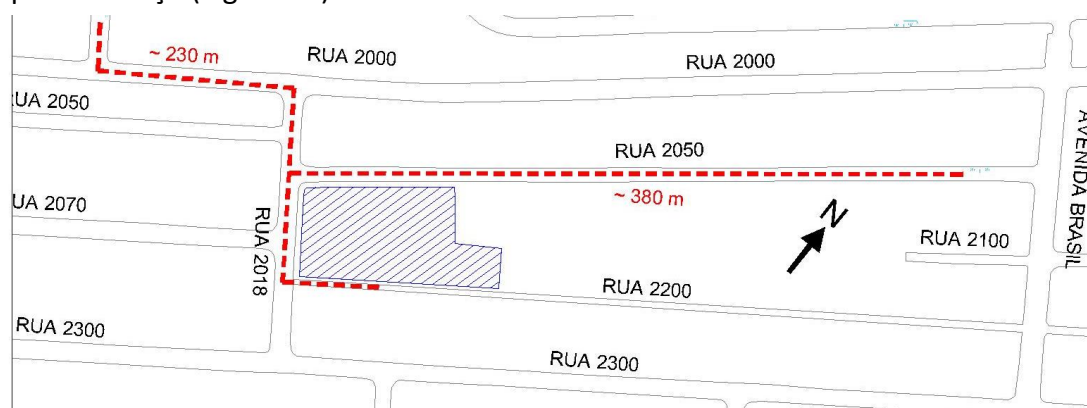 ~ 230 m
RUA 2000
RUA 2000
UA 2050
RUA 2050
AVENIDA BRASIL
~ 380 m
UA 2070
RUA 2018
N
RUA 2100
RUA 2200
RUA 2300
RUA 2300